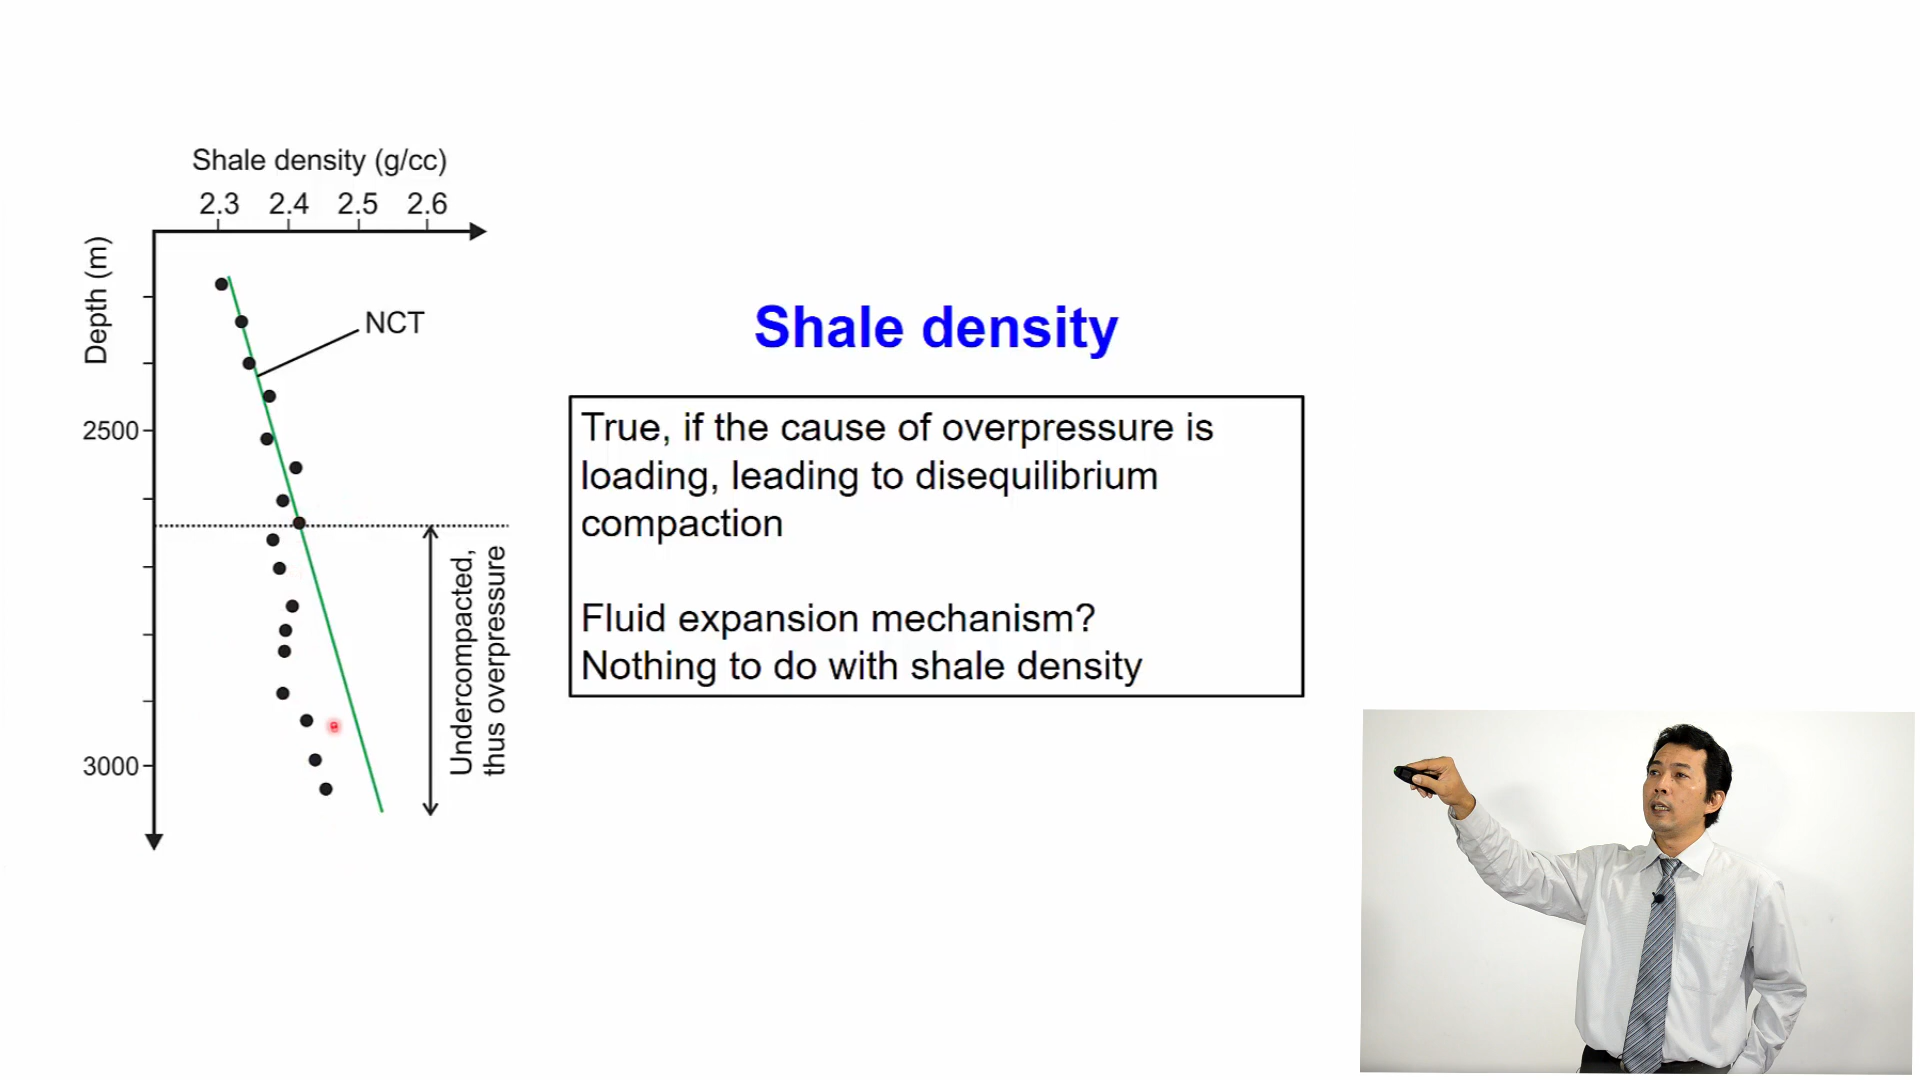 Shale density (g/cc)
2.3 2.4 2.5 2.6
Depth (m)
NCT
2500
3000
Undercompacted,
thus overpressure
Shale density
True, if the cause of overpressure is
loading, leading to disequilibrium
compaction
Fluid expansion mechanism?
Nothing to do with shale density